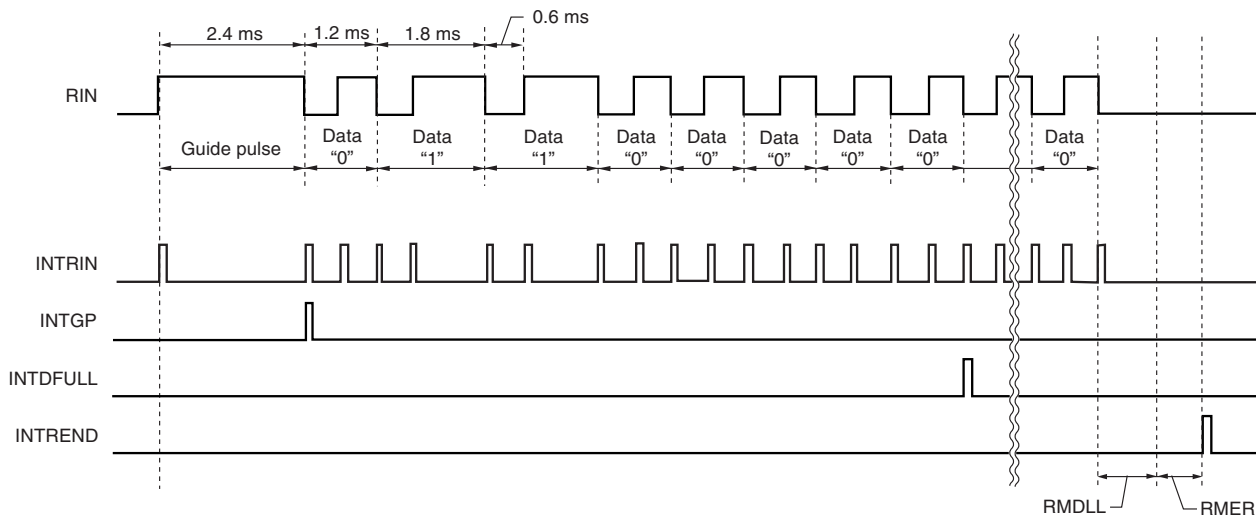 0.6 ms
2.4 ms 1.2 ms 1.8 ms
RIN
Guide pulse Data “0” Data “1” Data “1” Data “0” Data “0” Data “0” Data “0” Data “0” Data “0”
INTRIN
INTGP
INTDFULL
INTREND
RMDLL RMER